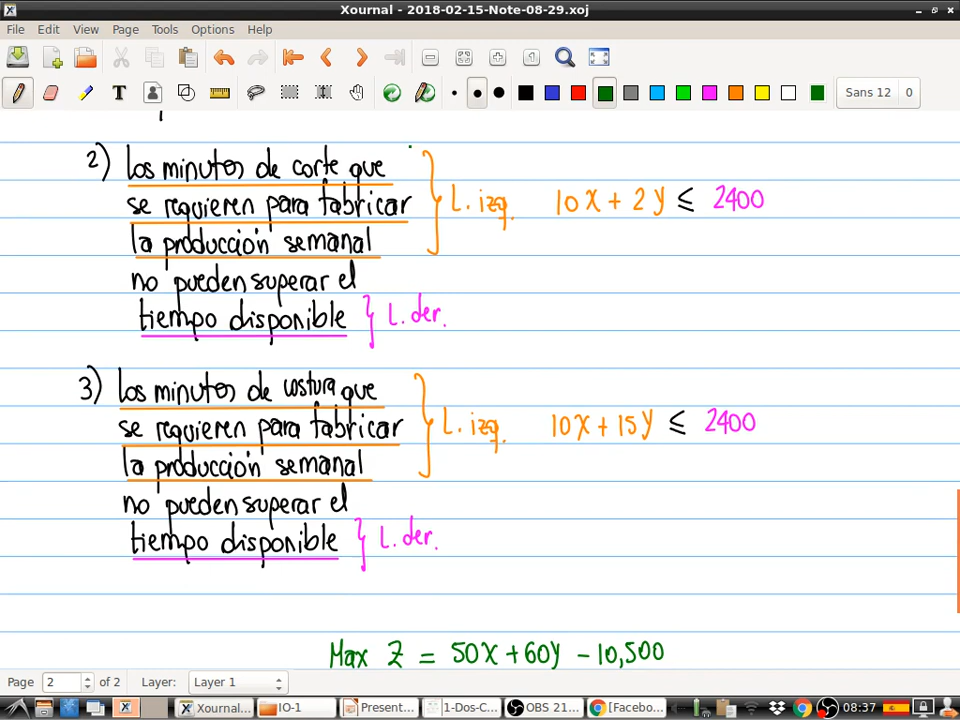 Xournal - 2018-02-15-Note-08-29.xoj
File Edit View Page Tools Options Help
Sans 12 0
2) los minutos de corte que
se requieren para fabricar
la producción semanal
no pueden superar el
tiempo disponible
L. izq. 10X + 2Y ≤ 2400
L. der.
3) los minutos de costura que
se requieren para fabricar
la producción semanal
no pueden superar el
tiempo disponible
L. izq. 10X + 15Y ≤ 2400
L. der.
Max Z = 50X + 60Y - 10,500
Page 2 of 2 Layer: Layer 1
Xournal ... IO-1 Present... 1-Dos-C... OBS 21... [Facebo... 08:37